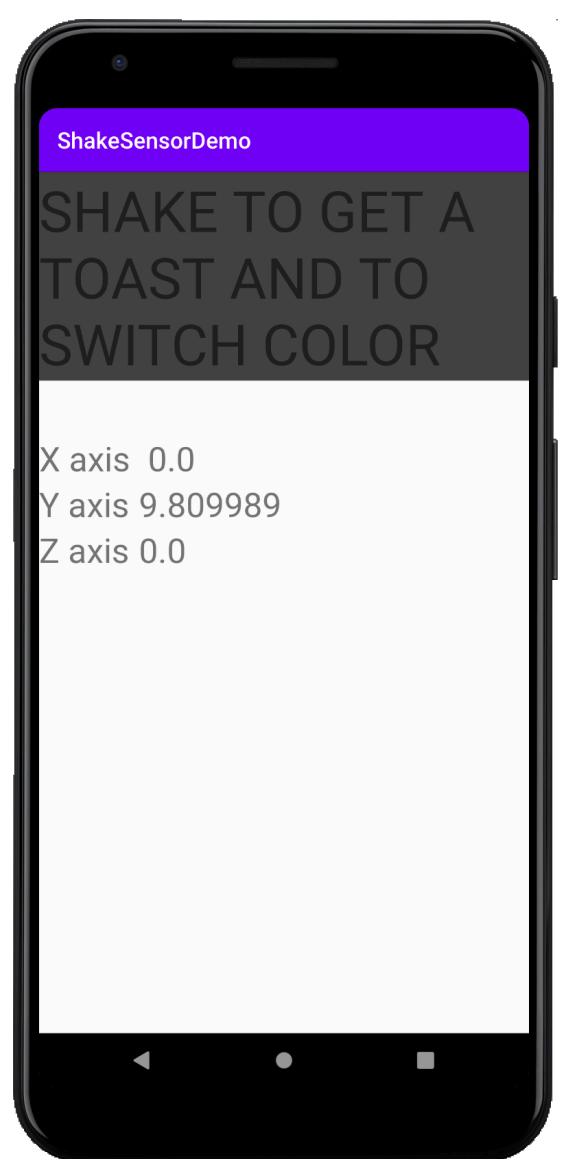 ShakeSensorDemo
SHAKE TO GET A
TOAST AND TO
SWITCH COLOR
X axis  0.0
Y axis 9.809989
Z axis 0.0